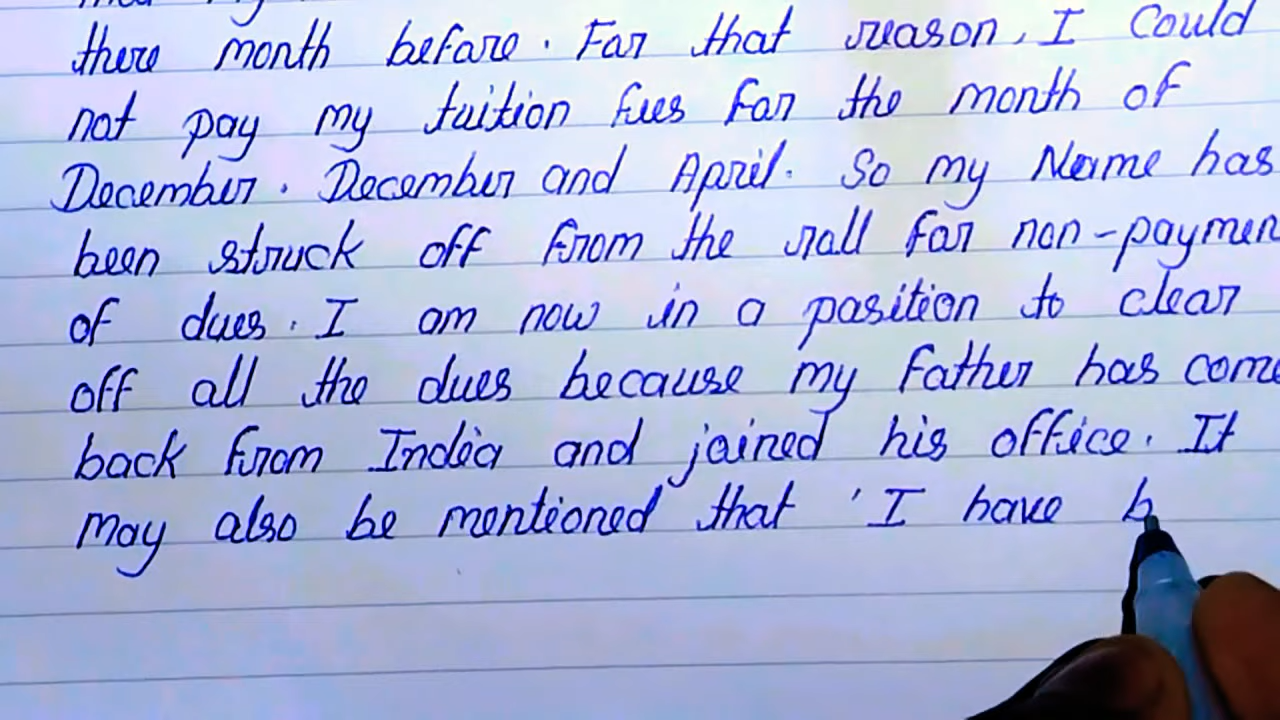 there month before. For that reason, I Could
not pay my tuition fees for the month of
December. December and April. So my Name has
been struck off from the rall for non-paymen
of dues. I am now in a position to clear
off all the dues because my Father has come
back from India and joined his office. It
may also be mentioned that 'I have b